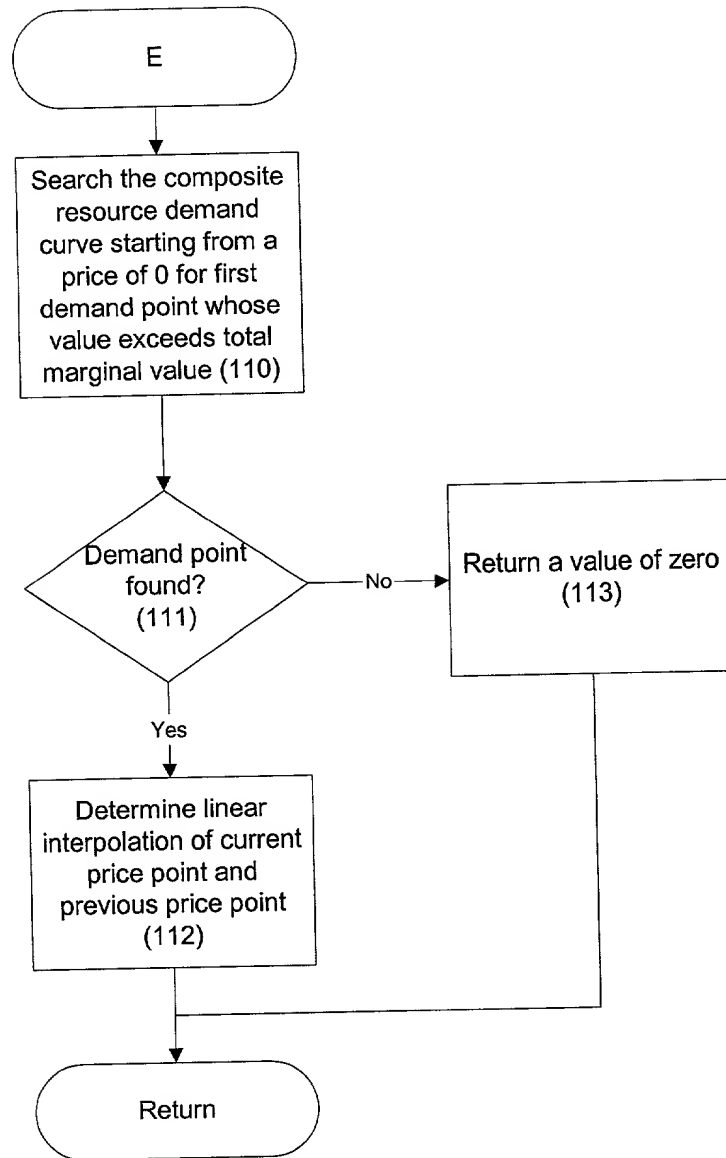 E
Search the composite
resource demand
curve starting from a
price of 0 for first
demand point whose
value exceeds total
marginal value (110)
Demand point
found?
(111)
No
Return a value of zero
(113)
Yes
Determine linear
interpolation of current
price point and
previous price point
(112)
Return